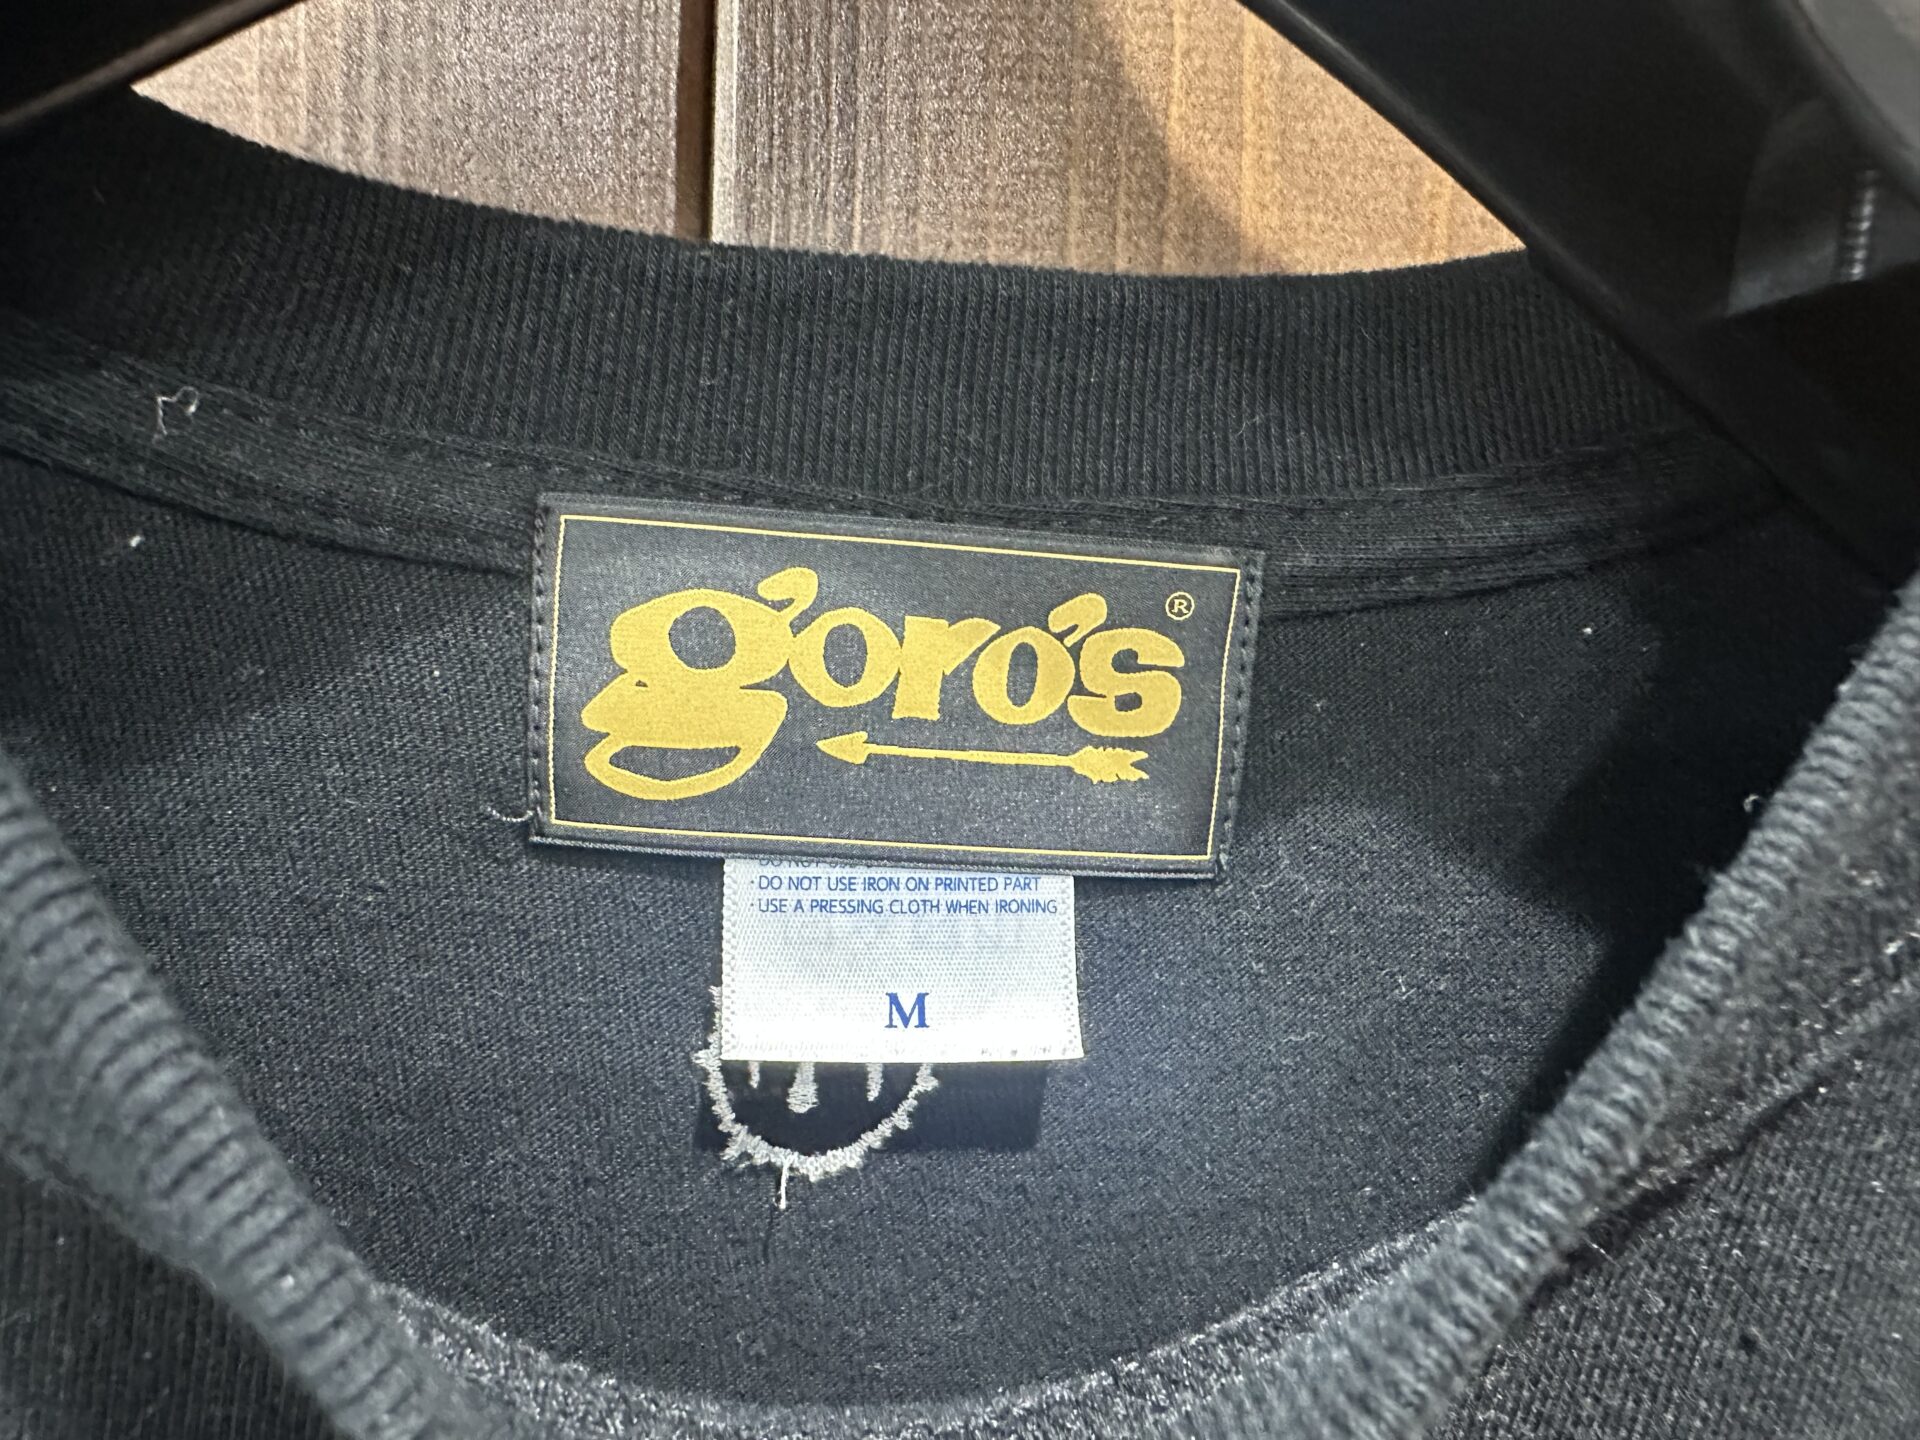 goro's ®
· DO NOT USE IRON ON PRINTED PART
· USE A PRESSING CLOTH WHEN IRONING
M